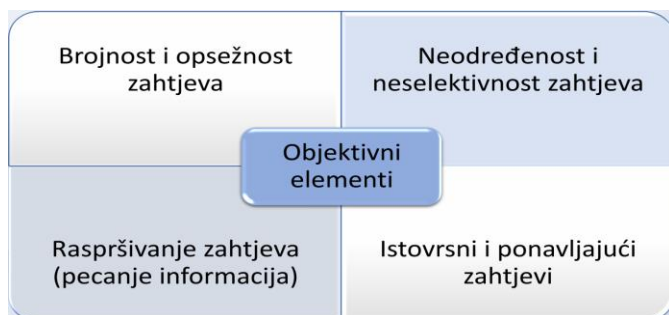 Brojnost i opsežnost
zahtjeva
Neodređenost i
neselektivnost zahtjeva
Objektivni
elementi
Raspršivanje zahtjeva
(pecanje informacija)
Istovrsni i ponavljajući
zahtjevi